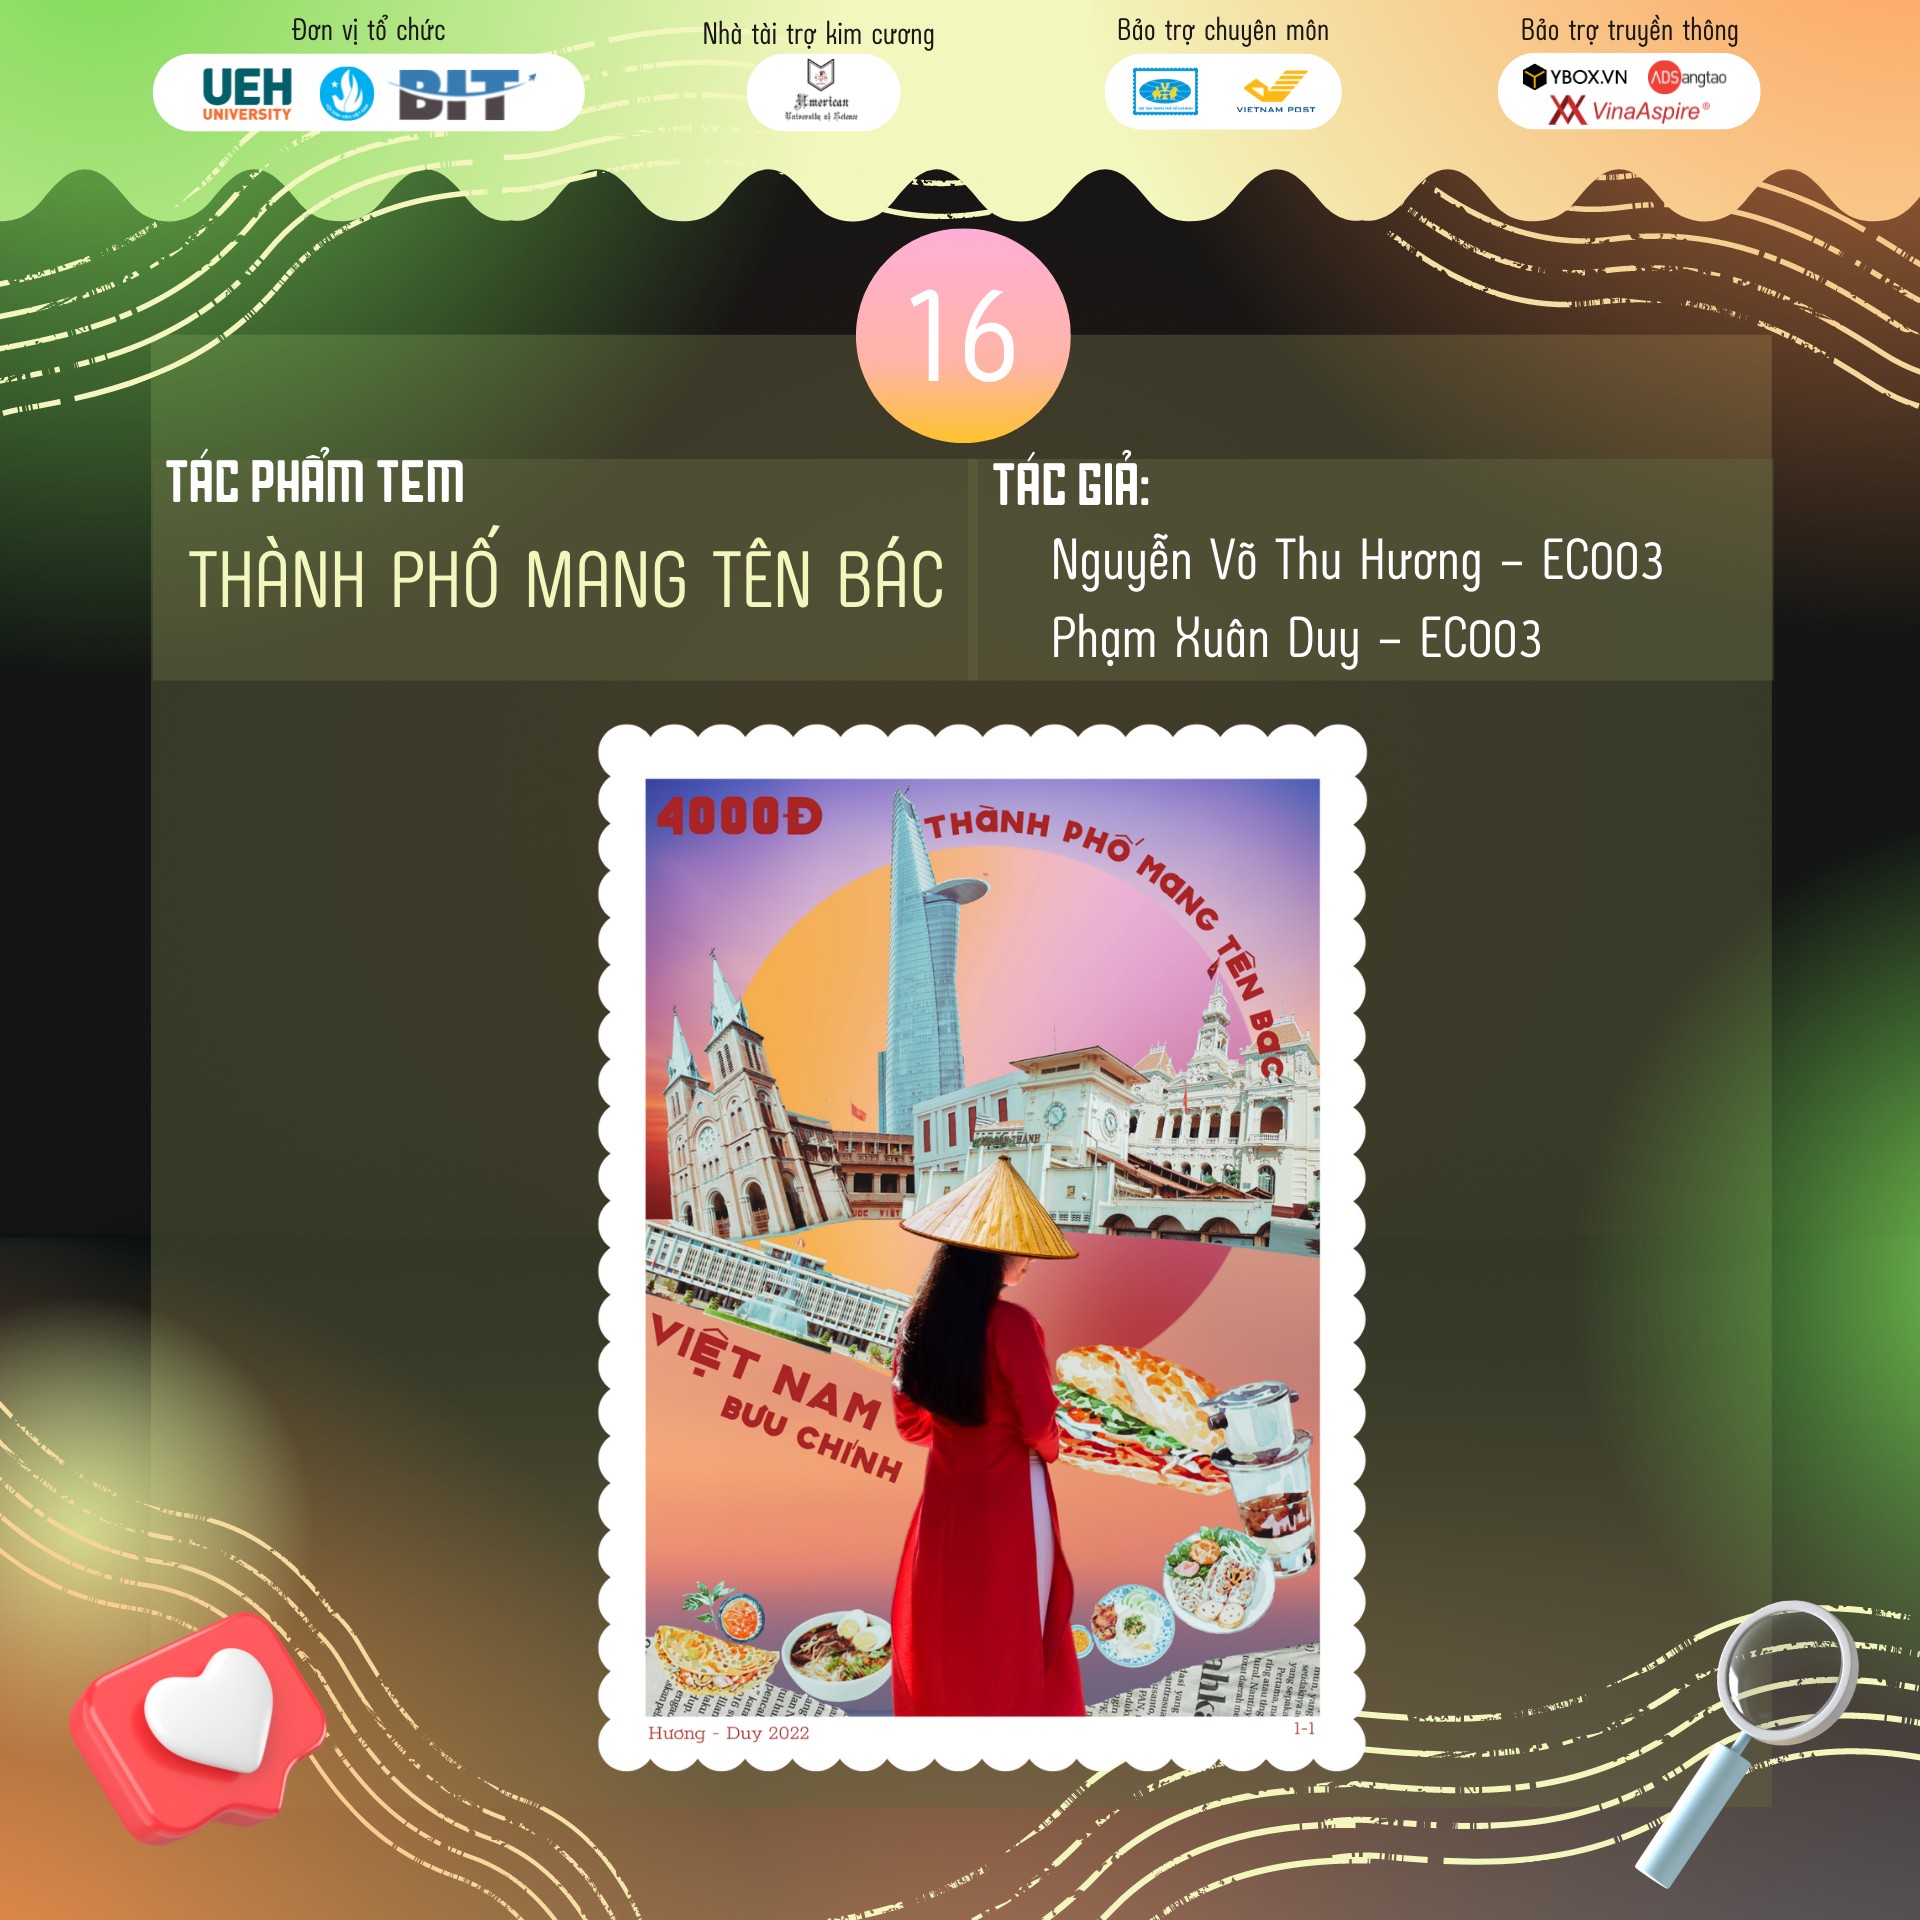 Đơn vị tổ chức
Nhà tài trợ kim cương
Bảo trợ chuyên môn
Bảo trợ truyền thông
UEH
UNIVERSITY
BIT
American
University of Science
VIETNAM POST
YBOX.VN
ADSangtao
VinaAspire®
16
TÁC PHẨM TEM
THÀNH PHỐ MANG TÊN BÁC
TÁC GIẢ:
Nguyễn Võ Thu Hương – EC003
Phạm Xuân Duy – EC003
4000Đ
THÀNH PHỐ MANG TÊN BÁC
VIỆT NAM
BƯU CHÍNH
Hương - Duy 2022
1-1